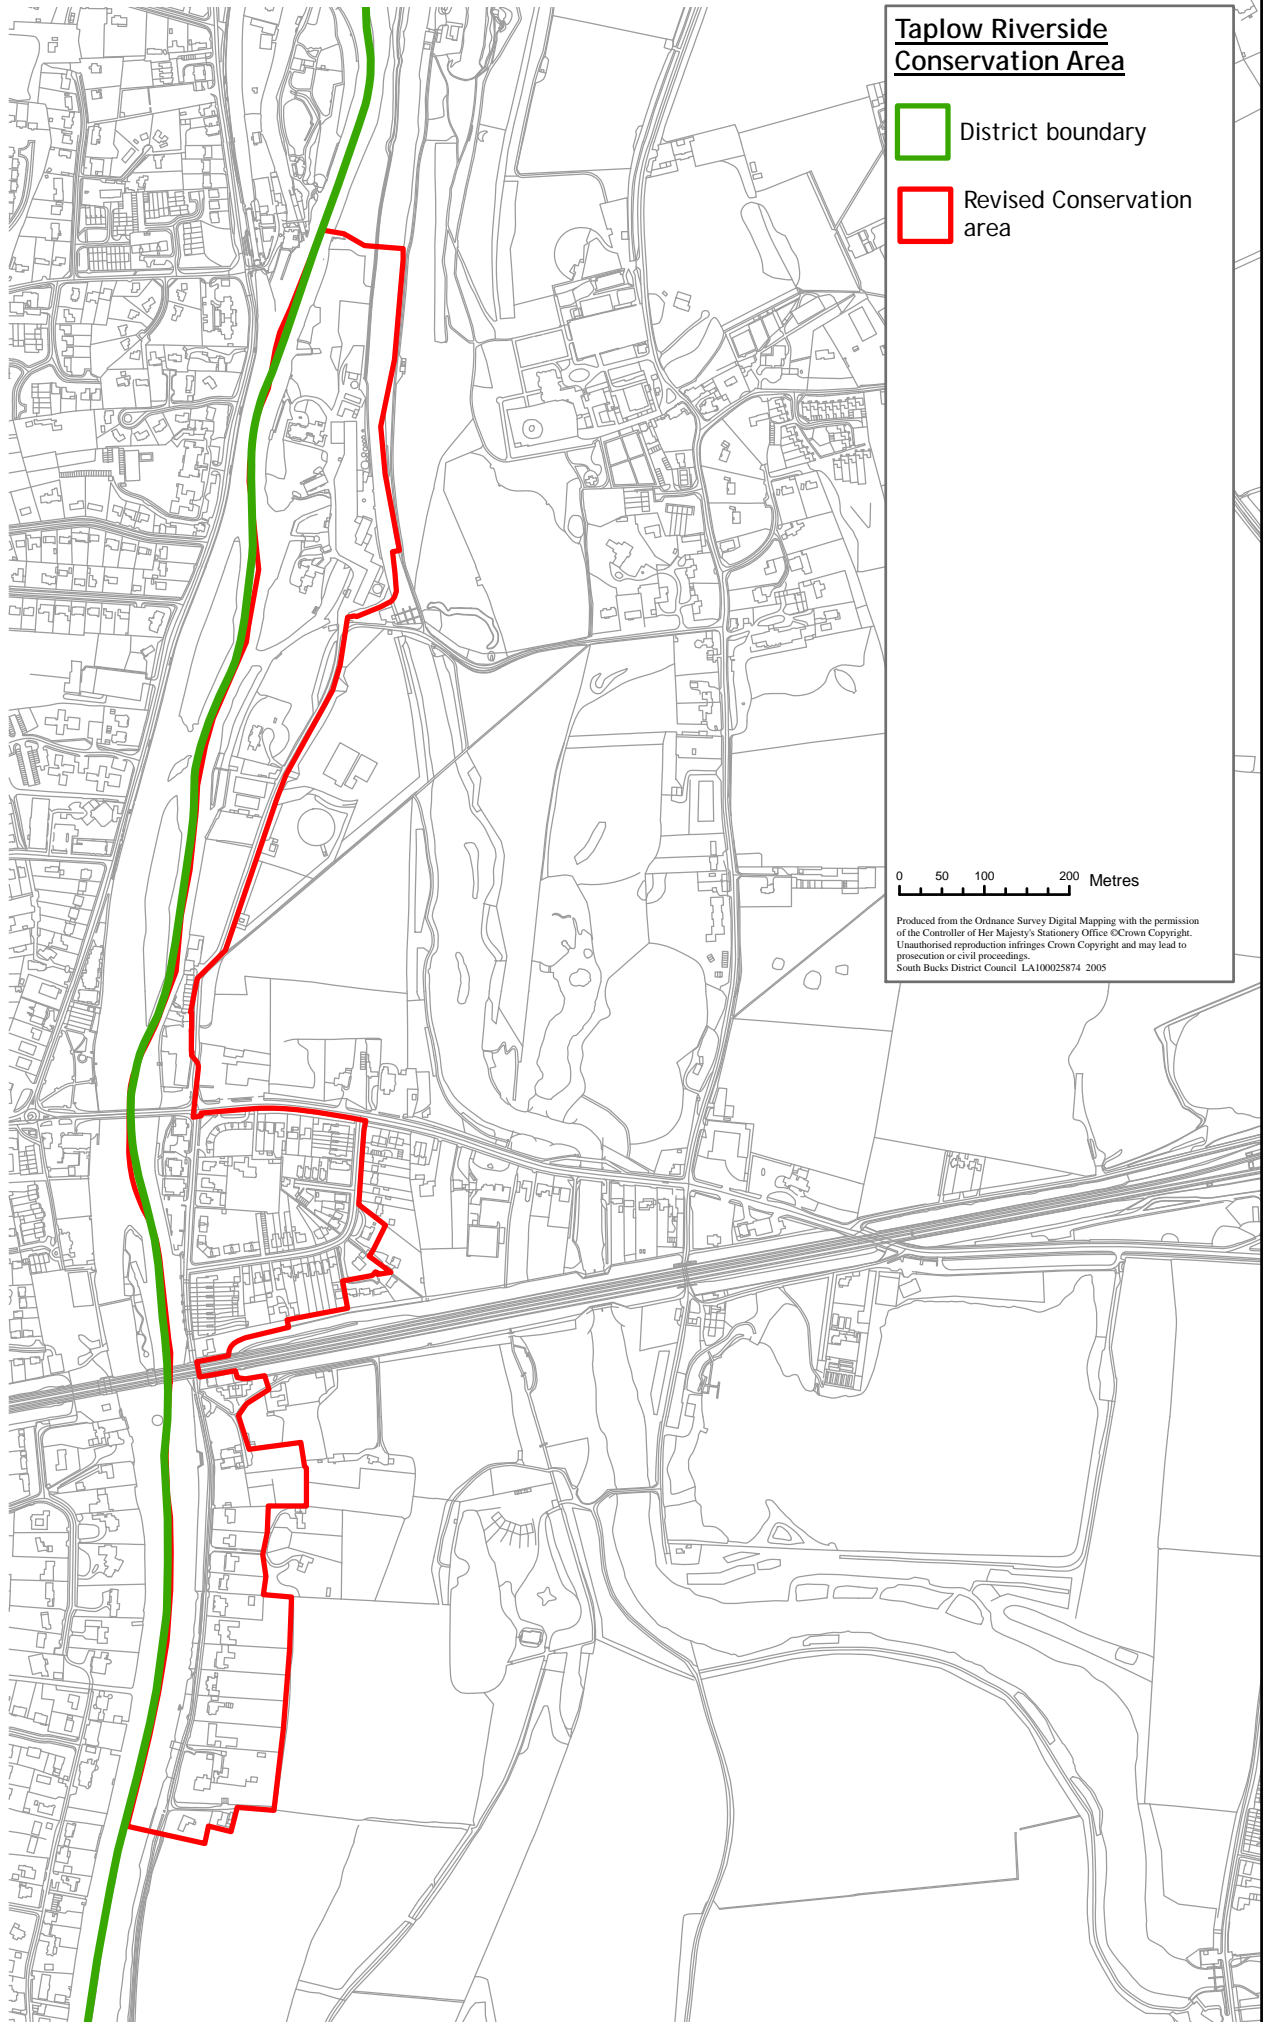 Taplow Riverside
Conservation Area
District boundary
Revised Conservation
area
0 50 100 200 Metres
Produced from the Ordnance Survey Digital Mapping with the permission
of the Controller of Her Majesty's Stationery Office ©Crown Copyright.
Unauthorised reproduction infringes Crown Copyright and may lead to
prosecution or civil proceedings.
South Bucks District Council LA100025874 2005